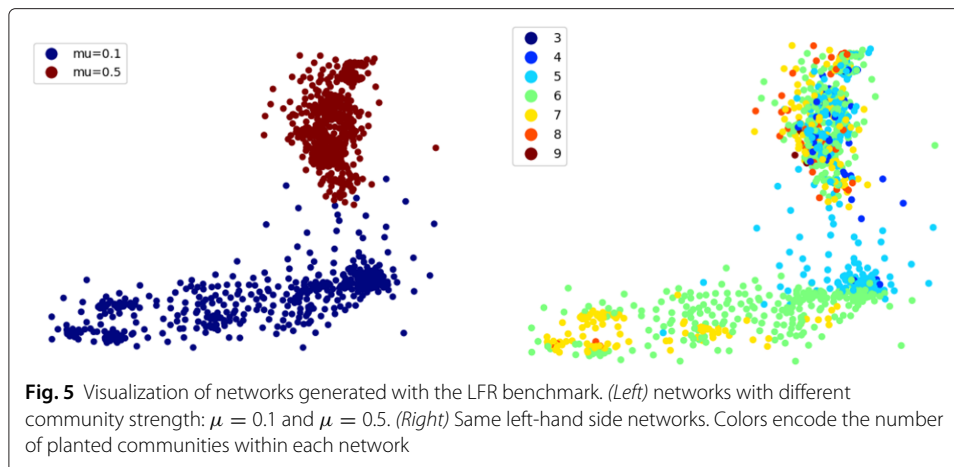 mu=0.1
mu=0.5
3
4
5
6
7
8
9
Fig. 5 Visualization of networks generated with the LFR benchmark. (Left) networks with different
community strength: μ = 0.1 and μ = 0.5. (Right) Same left-hand side networks. Colors encode the number
of planted communities within each network